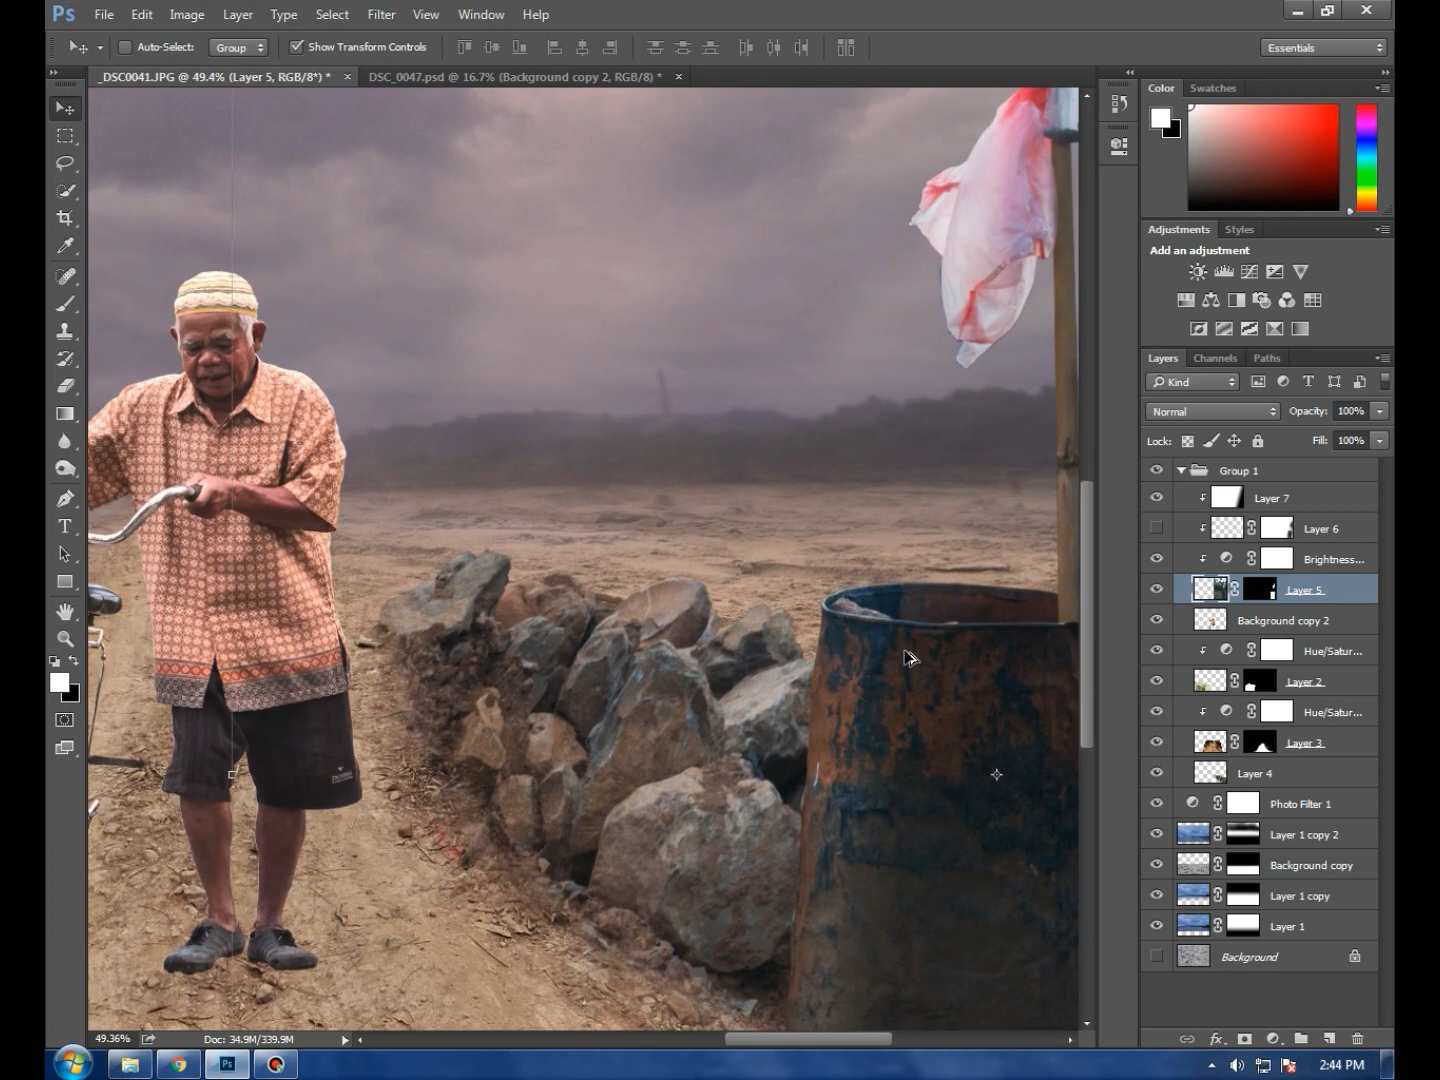 Ps File Edit Image Layer Type Select Filter View Window Help
Auto-Select: Group Show Transform Controls Essentials
_DSC0041.JPG @ 49.4% (Layer 5, RGB/8*) * DSC_0047.psd @ 16.7% (Background copy 2, RGB/8) *
Color Swatches
Adjustments Styles
Add an adjustment
Layers Channels Paths
Kind
Normal Opacity: 100%
Lock: Fill: 100%
Group 1
Layer 7
Layer 6
Brightness...
Layer 5
Background copy 2
Hue/Satur...
Layer 2
Hue/Satur...
Layer 3
Layer 4
Photo Filter 1
Layer 1 copy 2
Background copy
Layer 1 copy
Layer 1
Background
49.36% Doc: 34.9M/339.9M
fx
Ps 2:44 PM